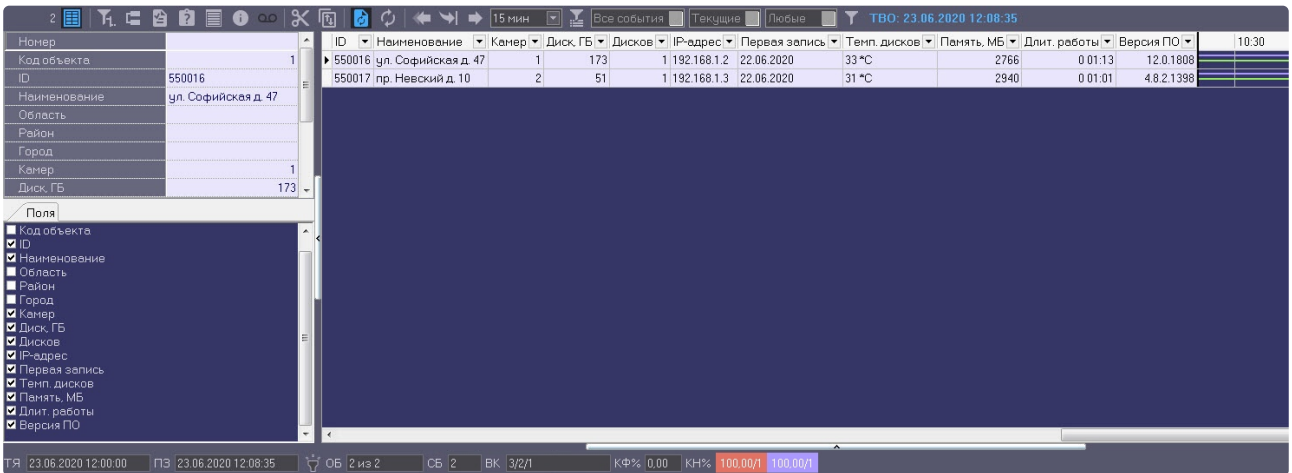 2 15 мин Все события Текущие Любые ТВО: 23.06.2020 12:08:35
Номер
Код объекта 1
ID 550016
Наименование ул. Софийская д. 47
Область
Район
Город
Камер 1
Диск, ГБ 173
Поля
Код объекта
ID
Наименование
Область
Район
Город
Камер
Диск, ГБ
Дисков
IP-адрес
Первая запись
Темп. дисков
Память, МБ
Длит. работы
Версия ПО
ID Наименование Камер Диск, ГБ Дисков IP-адрес Первая запись Темп. дисков Память, МБ Длит. работы Версия ПО 10:30
550016 ул. Софийская д. 47 1 173 1 192.168.1.2 22.06.2020 33 °C 2766 0 01:13 12.0.1808
550017 пр. Невский д. 10 2 51 1 192.168.1.3 22.06.2020 31 °C 2940 0 01:01 4.8.2.1398
ТЯ 23.06.2020 12:00:00 ПЗ 23.06.2020 12:08:35 ОБ 2 из 2 СБ 2 ВК 3/2/1 КФ% 0,00 КН% 100,00/1 100,00/1